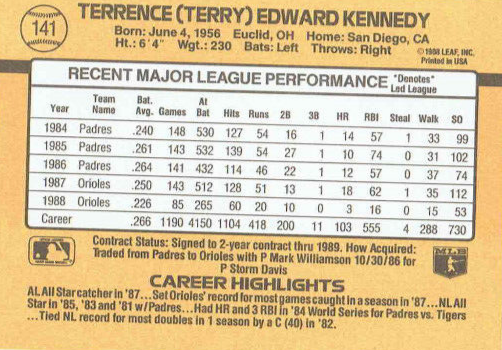 141
TERRENCE (TERRY) EDWARD KENNEDY
Born: June 4, 1956 Euclid, OH Home: San Diego, CA
Ht.: 6'4" Wgt.: 230 Bats: Left Throws: Right
©1988 LEAF, INC.
Printed in USA
RECENT MAJOR LEAGUE PERFORMANCE "Denotes" Led League
Year Team Name Bat. Avg. Games At Bat Hits Runs 2B 3B HR RBI Steal Walk SO
1984 Padres .240 148 530 127 54 16 1 14 57 1 33 99
1985 Padres .261 143 532 139 54 27 1 10 74 0 31 102
1986 Padres .264 141 432 114 46 22 1 12 57 0 37 74
1987 Orioles .250 143 512 128 51 13 1 18 62 1 35 112
1988 Orioles .226 85 265 60 20 10 0 3 16 0 15 53
Career .266 1190 4150 1104 418 200 11 103 555 4 288 730
Contract Status: Signed to 2-year contract thru 1989. How Acquired:
Traded from Padres to Orioles with P Mark Williamson 10/30/86 for
P Storm Davis
MLB
CAREER HIGHLIGHTS
AL All Star catcher in '87...Set Orioles' record for most games caught in a season in '87...NL All
Star in '85, '83 and '81 w/Padres...Had HR and 3 RBI in '84 World Series for Padres vs. Tigers
...Tied NL record for most doubles in 1 season by a C (40) in '82.